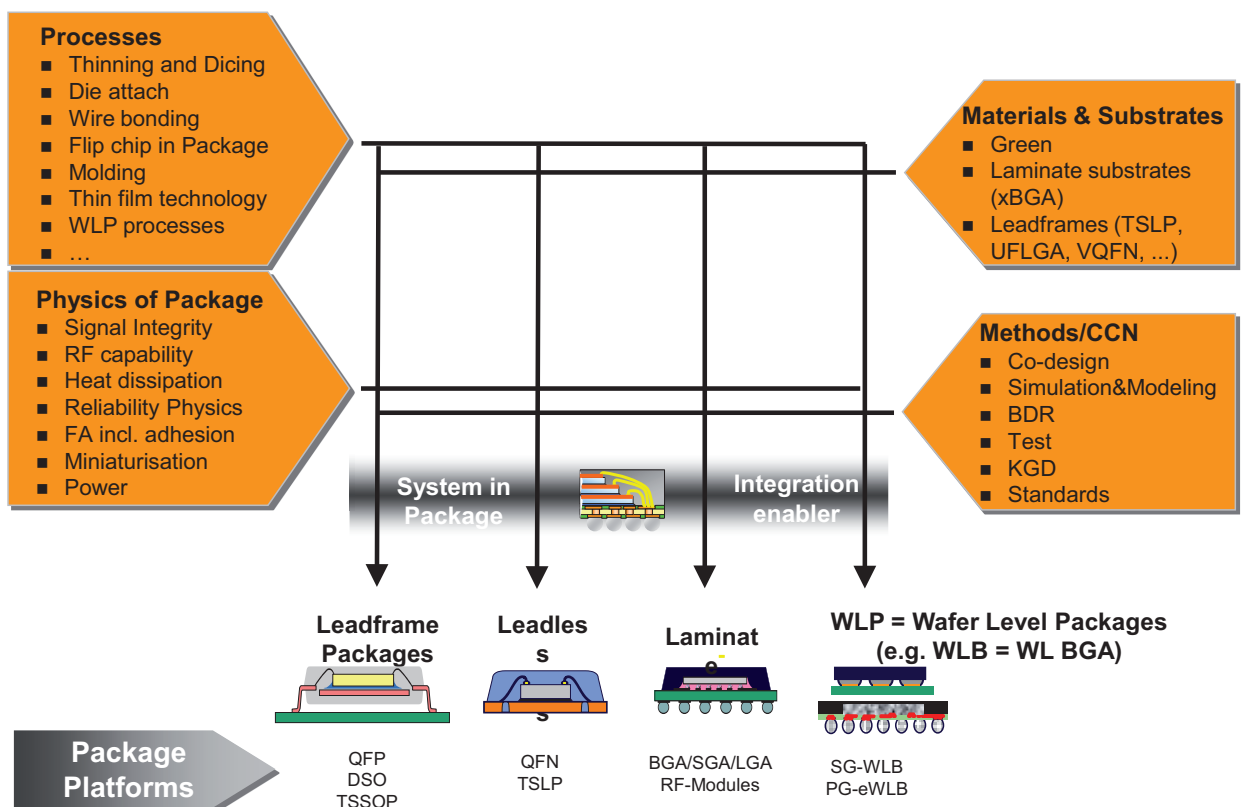 Processes
■ Thinning and Dicing
■ Die attach
■ Wire bonding
■ Flip chip in Package
■ Molding
■ Thin film technology
■ WLP processes
■ …
Physics of Package
■ Signal Integrity
■ RF capability
■ Heat dissipation
■ Reliability Physics
■ FA incl. adhesion
■ Miniaturisation
■ Power
Materials & Substrates
■ Green
■ Laminate substrates
(xBGA)
■ Leadframes (TSLP,
UFLGA, VQFN, ...)
Methods/CCN
■ Co-design
■ Simulation&Modeling
■ BDR
■ Test
■ KGD
■ Standards
System in
Package
Integration
enabler
Leadframe
Packages
Leadles
s
s
Laminat
e
WLP = Wafer Level Packages
(e.g. WLB = WL BGA)
Package
Platforms
QFP
DSO
TSSOP
QFN
TSLP
BGA/SGA/LGA
RF-Modules
SG-WLB
PG-eWLB